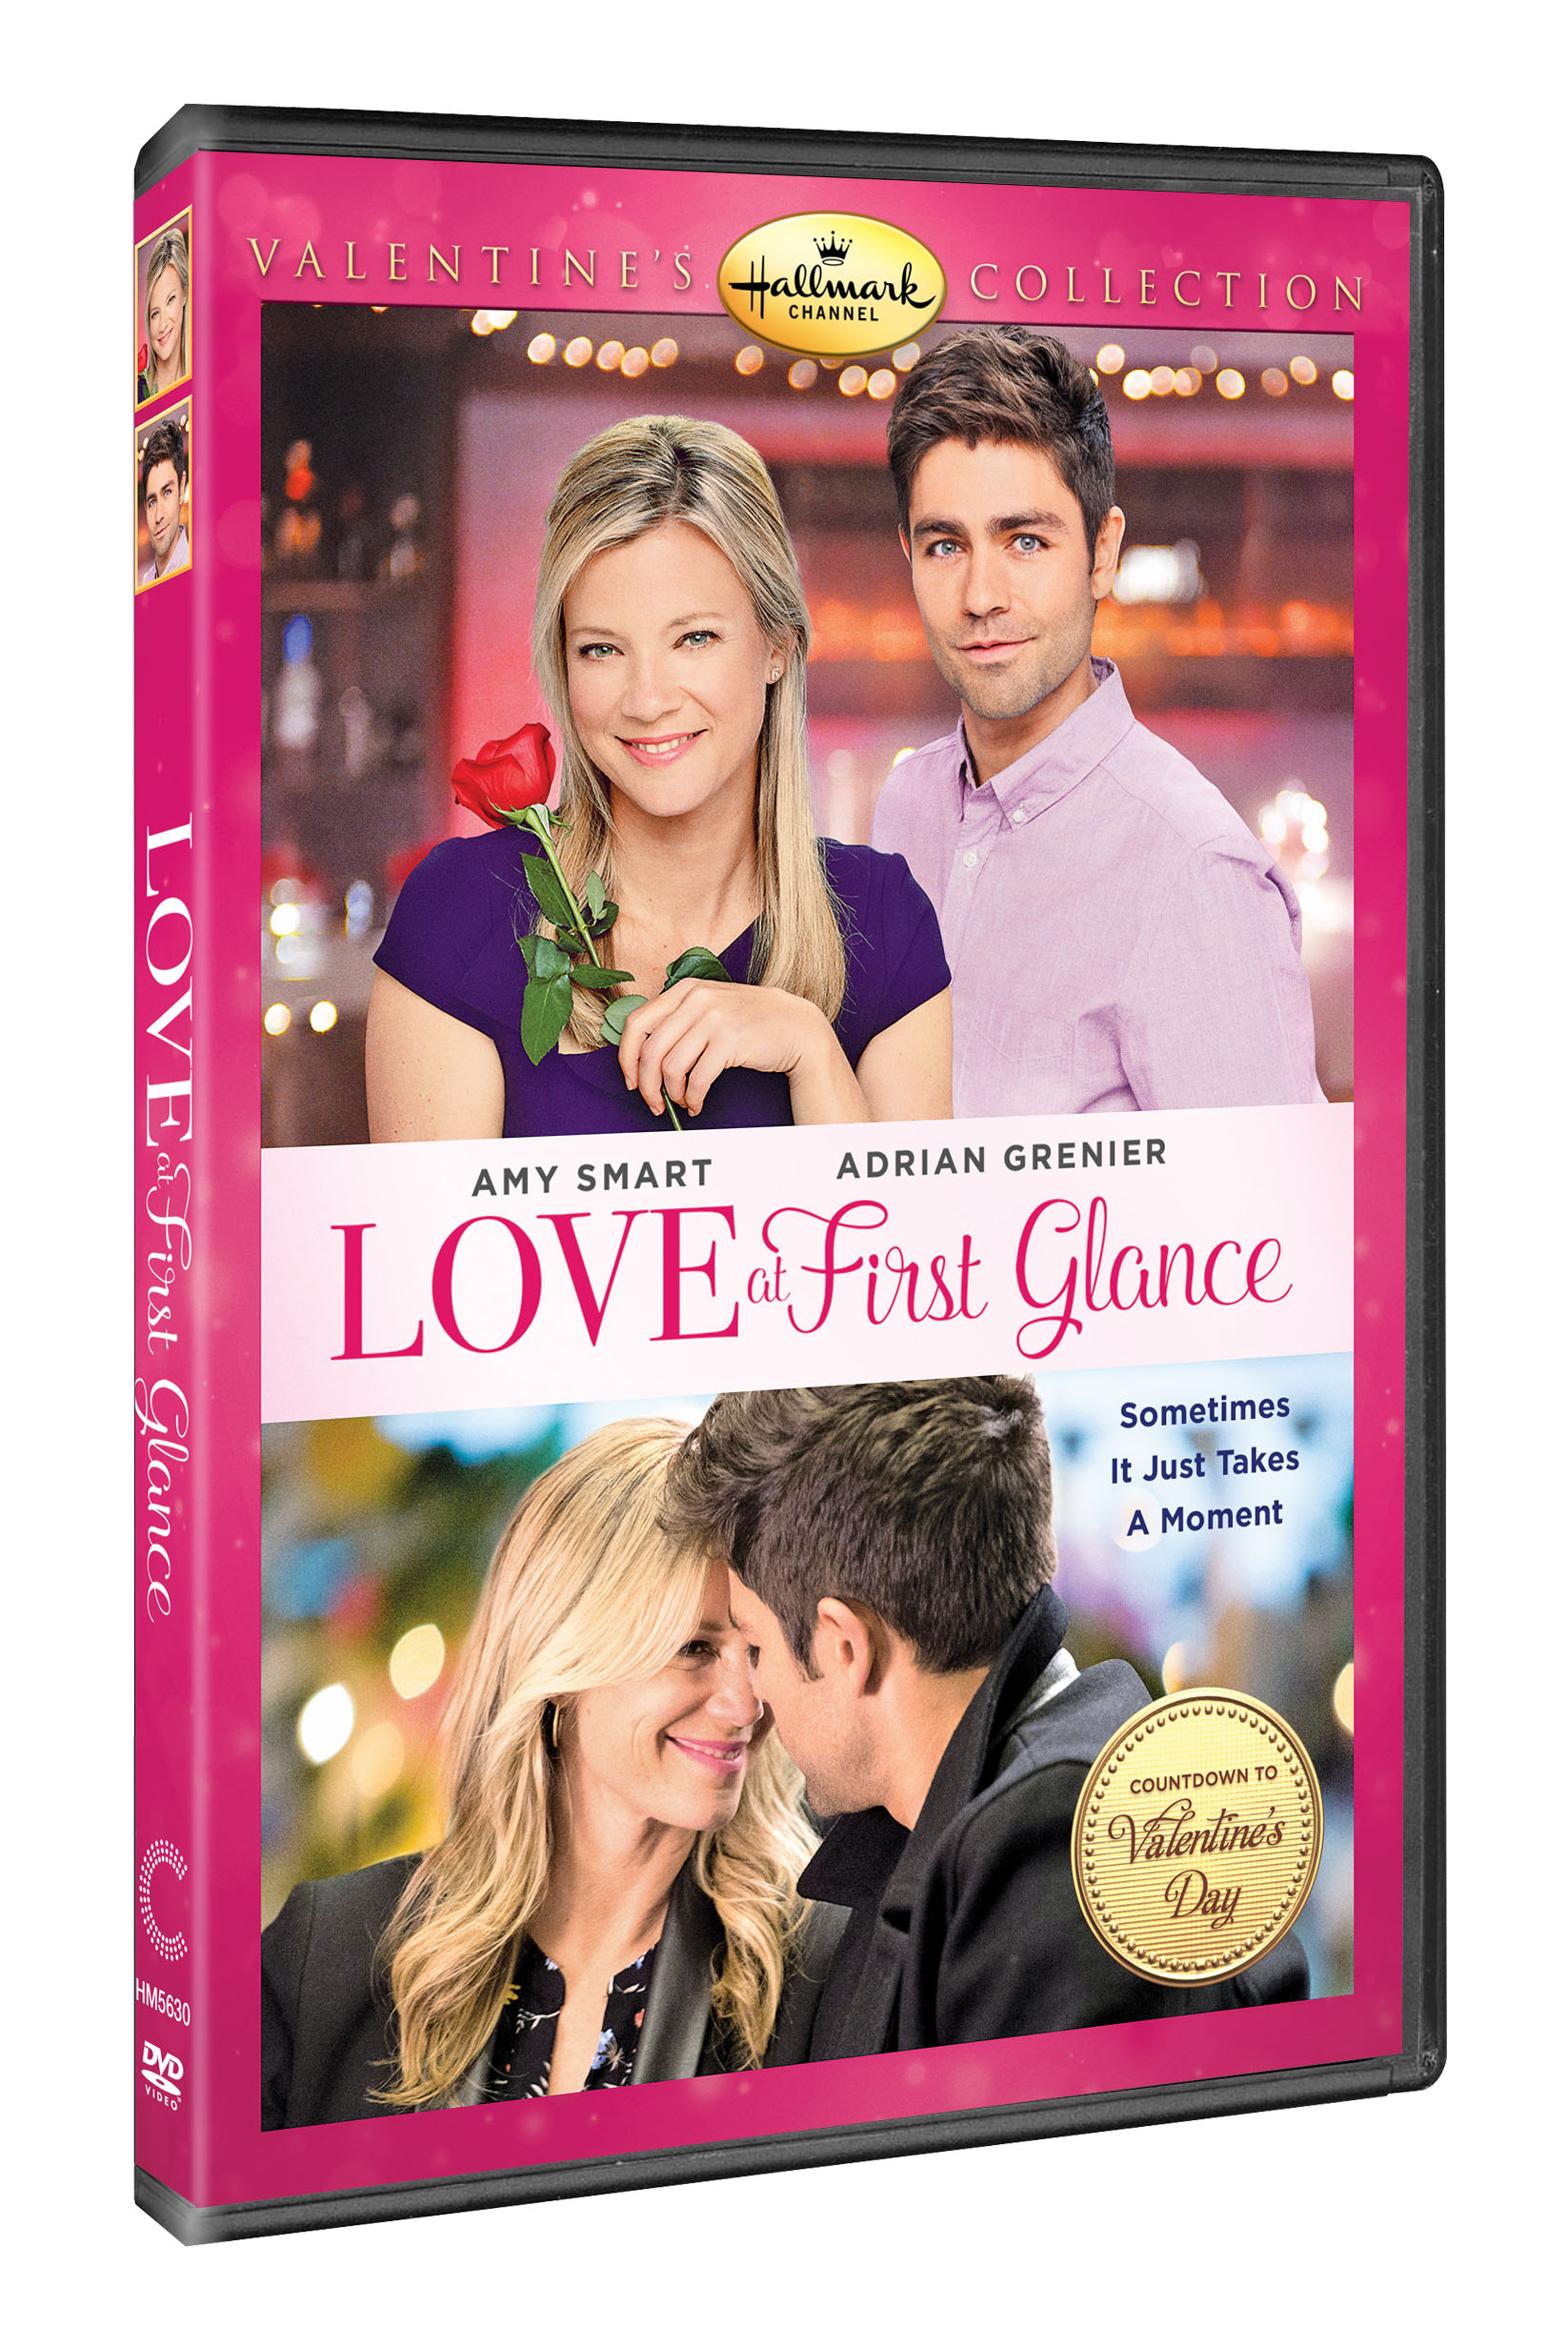 VALENTINE'S
Hallmark
CHANNEL
COLLECTION
AMY SMART
ADRIAN GRENIER
LOVE at First Glance
Sometimes
It Just Takes
A Moment
COUNTDOWN TO
Valentine's
Day
LOVE at First Glance
HM5630
DVD
VIDEO